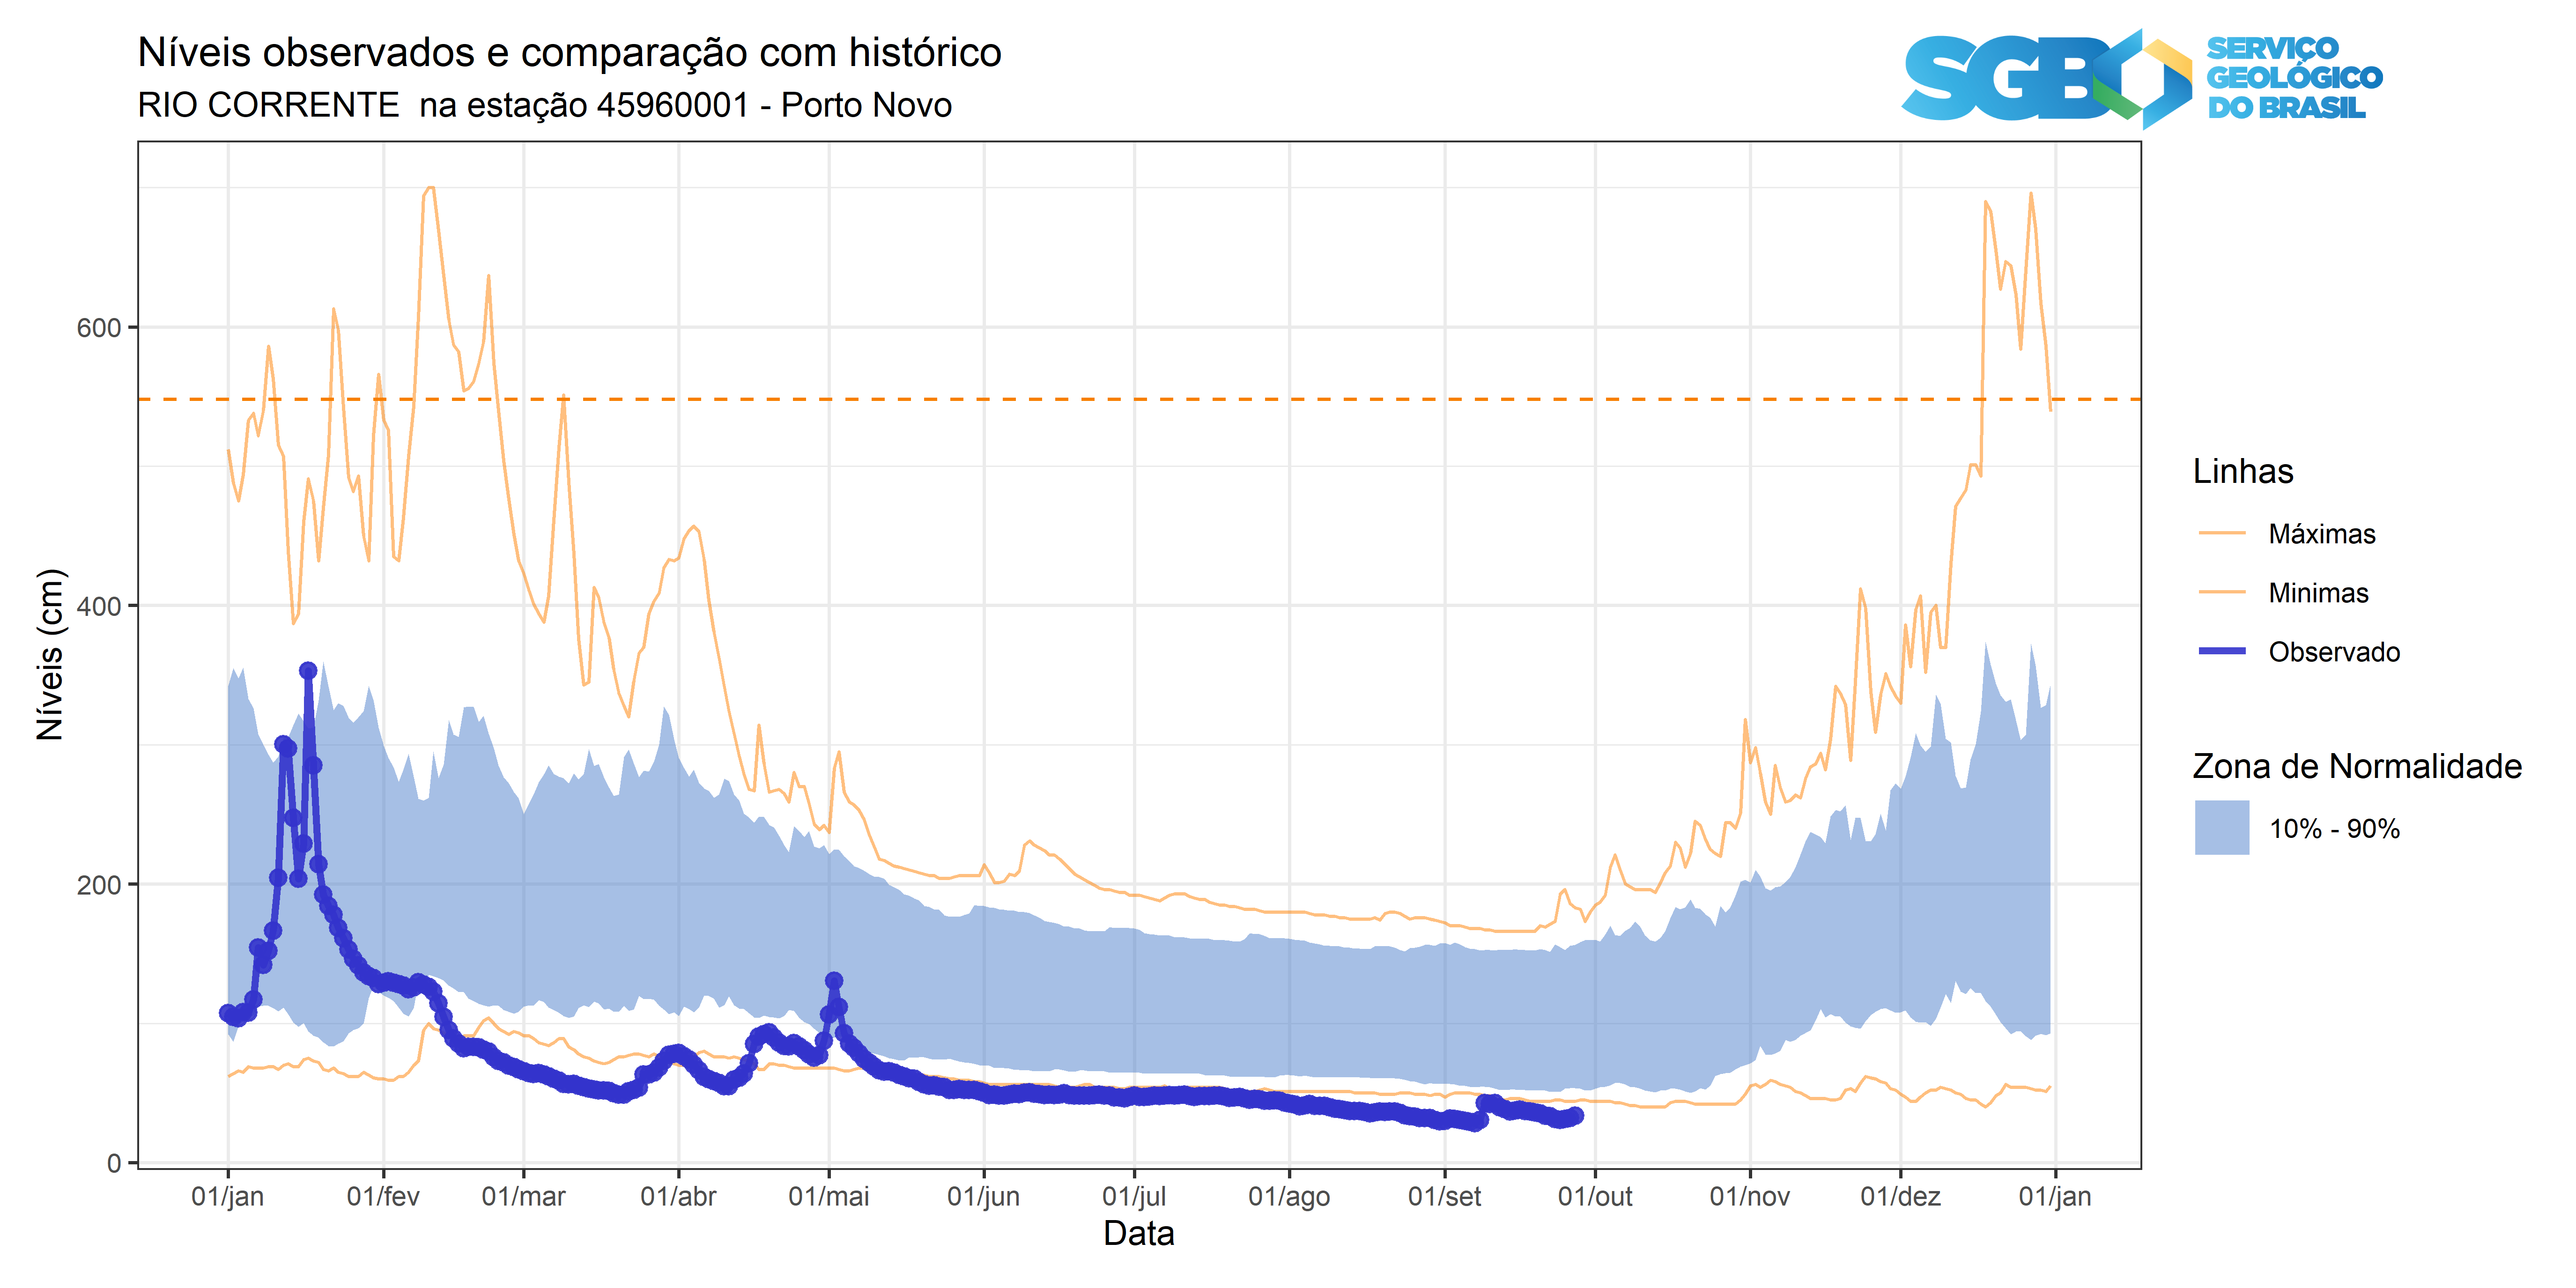 Níveis observados e comparação com histórico
RIO CORRENTE  na estação 45960001 - Porto Novo
SGB
SERVIÇO
GEOLÓGICO
DO BRASIL
Níveis (cm)
600
400
200
0
01/jan
01/fev
01/mar
01/abr
01/mai
01/jun
01/jul
01/ago
01/set
01/out
01/nov
01/dez
01/jan
Data
Linhas
Máximas
Minimas
Observado
Zona de Normalidade
10% - 90%